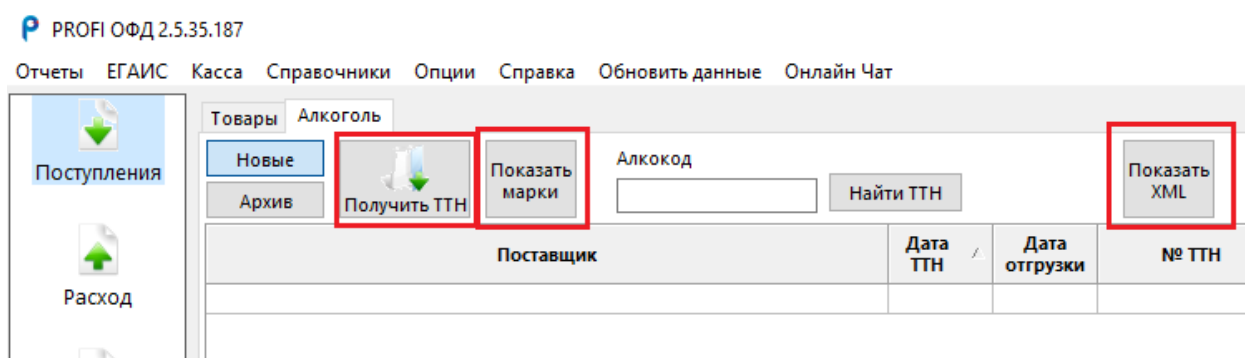 PROFI ОФД 2.5.35.187
Отчеты ЕГАИС Касса Справочники Опции Справка Обновить данные Онлайн Чат
Поступления
Расход
Товары Алкоголь
Новые
Архив
Получить ТТН
Показать
марки
Алкокод
Найти ТТН
Показать
XML
Поставщик
Дата
ТТН
Дата
отгрузки
№ ТТН